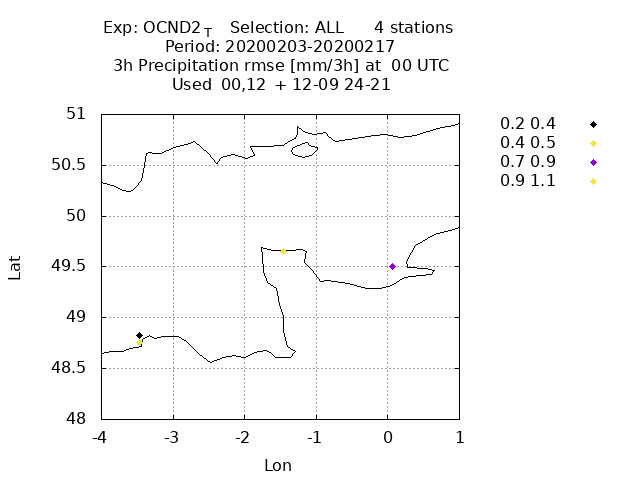 Exp: OCND2_T Selection: ALL 4 stations
Period: 20200203-20200217
3h Precipitation rmse [mm/3h] at 00 UTC
Used 00,12 + 12-09 24-21
51
50.5
50
49.5
49
48.5
48
Lat
-4 -3 -2 -1 0 1
Lon
0.2 0.4
0.4 0.5
0.7 0.9
0.9 1.1